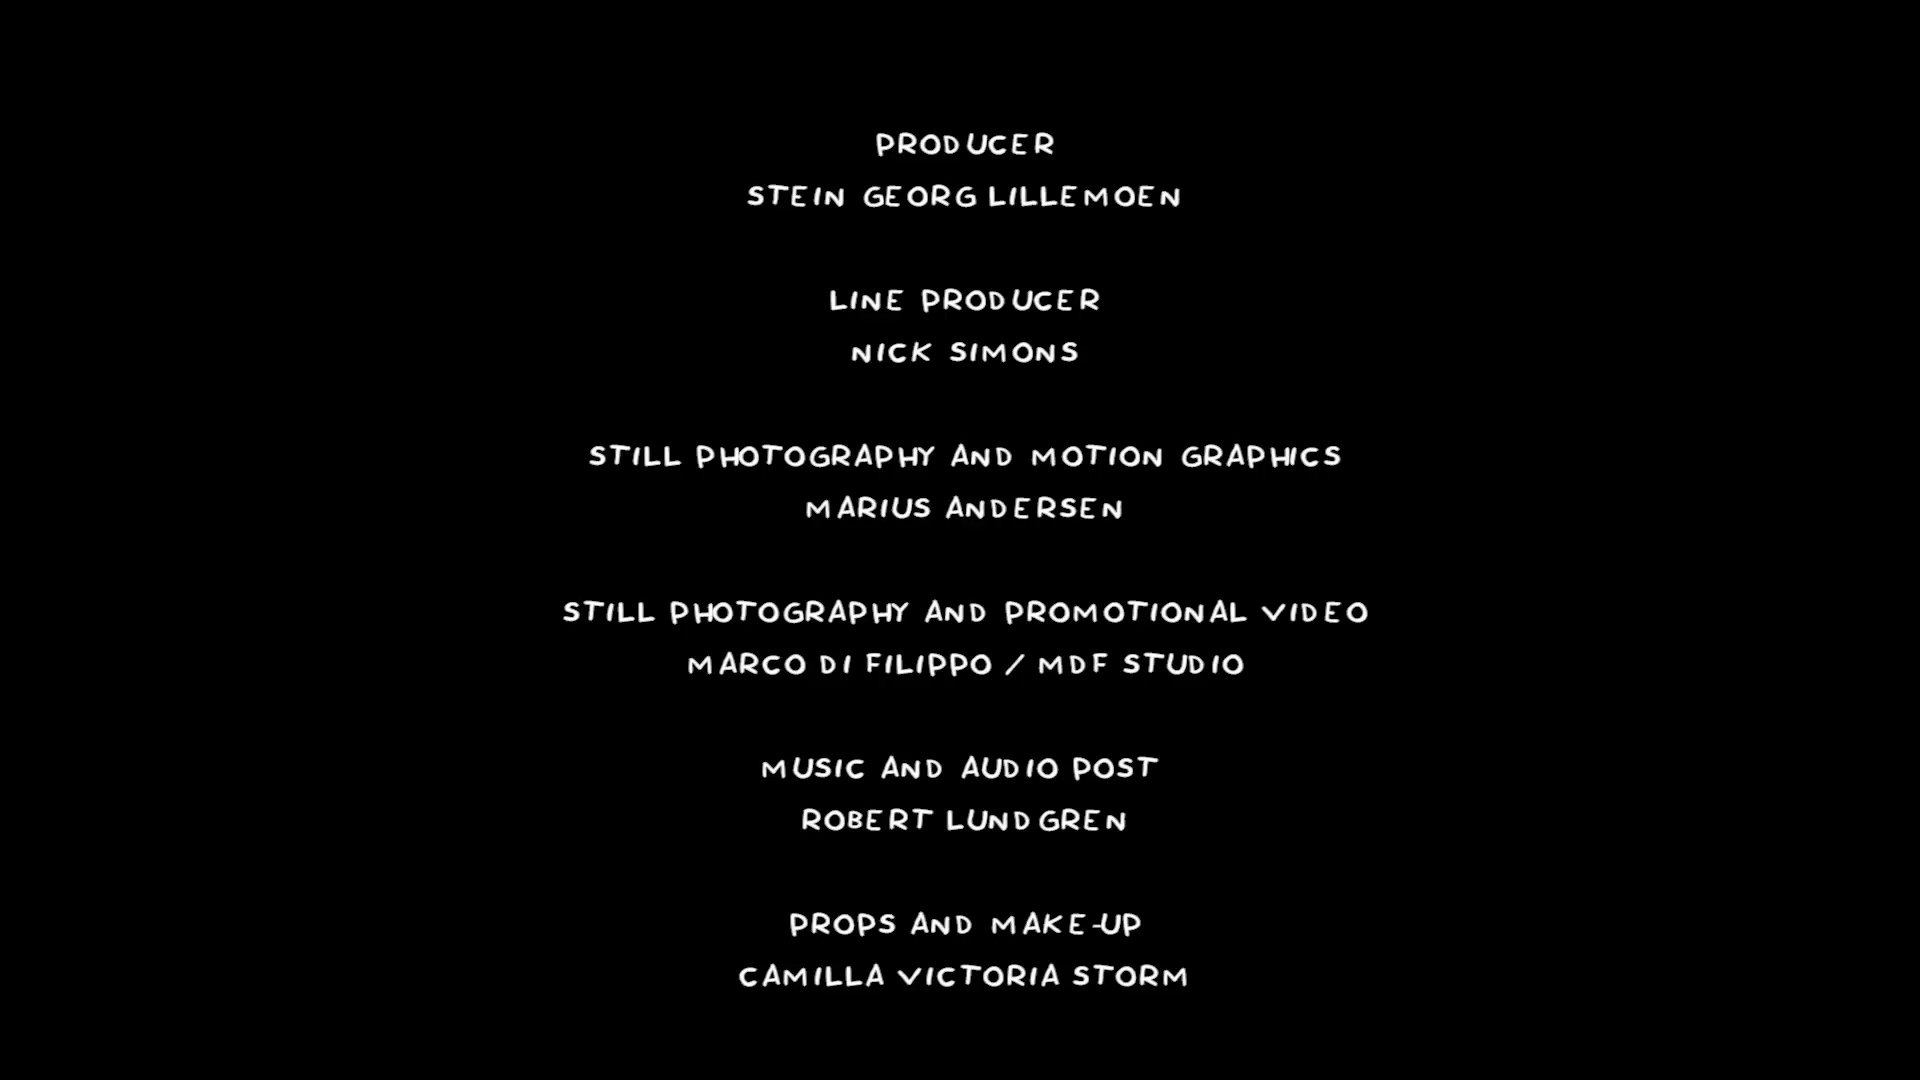 PRODUCER
STEIN GEORG LILLEMOEN
LINE PRODUCER
NICK SIMONS
STILL PHOTOGRAPHY AND MOTION GRAPHICS
MARIUS ANDERSEN
STILL PHOTOGRAPHY AND PROMOTIONAL VIDEO
MARCO DI FILIPPO / MDF STUDIO
MUSIC AND AUDIO POST
ROBERT LUNDGREN
PROPS AND MAKE-UP
CAMILLA VICTORIA STORM